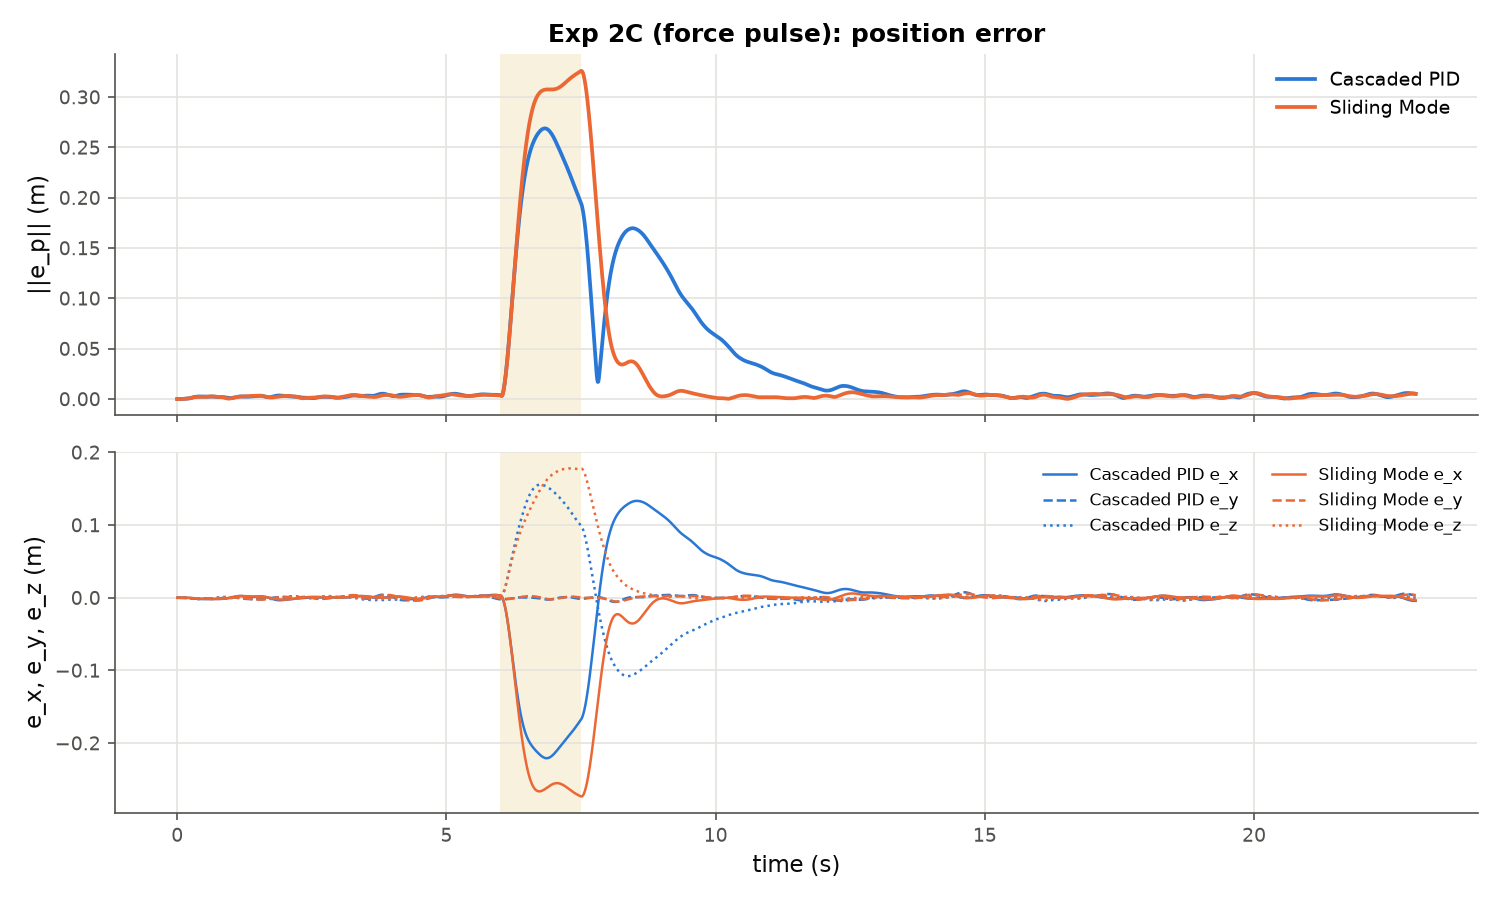 Exp 2C (force pulse): position error
Cascaded PID
Sliding Mode
||e_p|| (m)
0.30
0.25
0.20
0.15
0.10
0.05
0.00
Cascaded PID e_x
Cascaded PID e_y
Cascaded PID e_z
Sliding Mode e_x
Sliding Mode e_y
Sliding Mode e_z
e_x, e_y, e_z (m)
0.2
0.1
0.0
−0.1
−0.2
0 5 10 15 20
time (s)